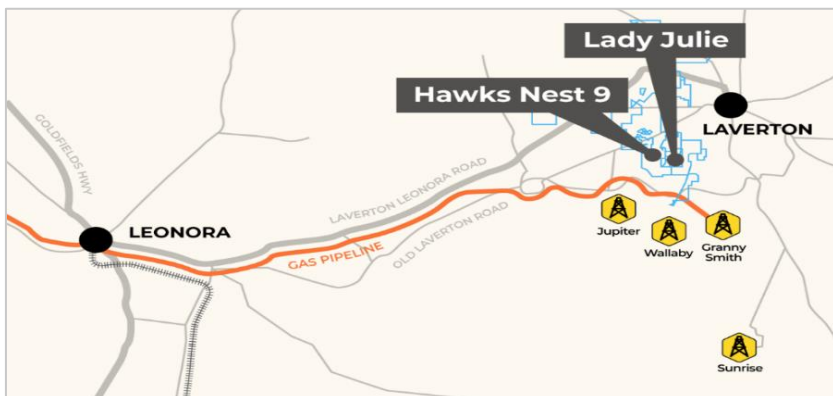 Lady Julie
Hawks Nest 9
LAVERTON
GOLDFIELDS HWY
LAVERTON LEONORA ROAD
LEONORA
GAS PIPELINE
OLD LAVERTON ROAD
Jupiter
Wallaby
Granny
Smith
Sunrise